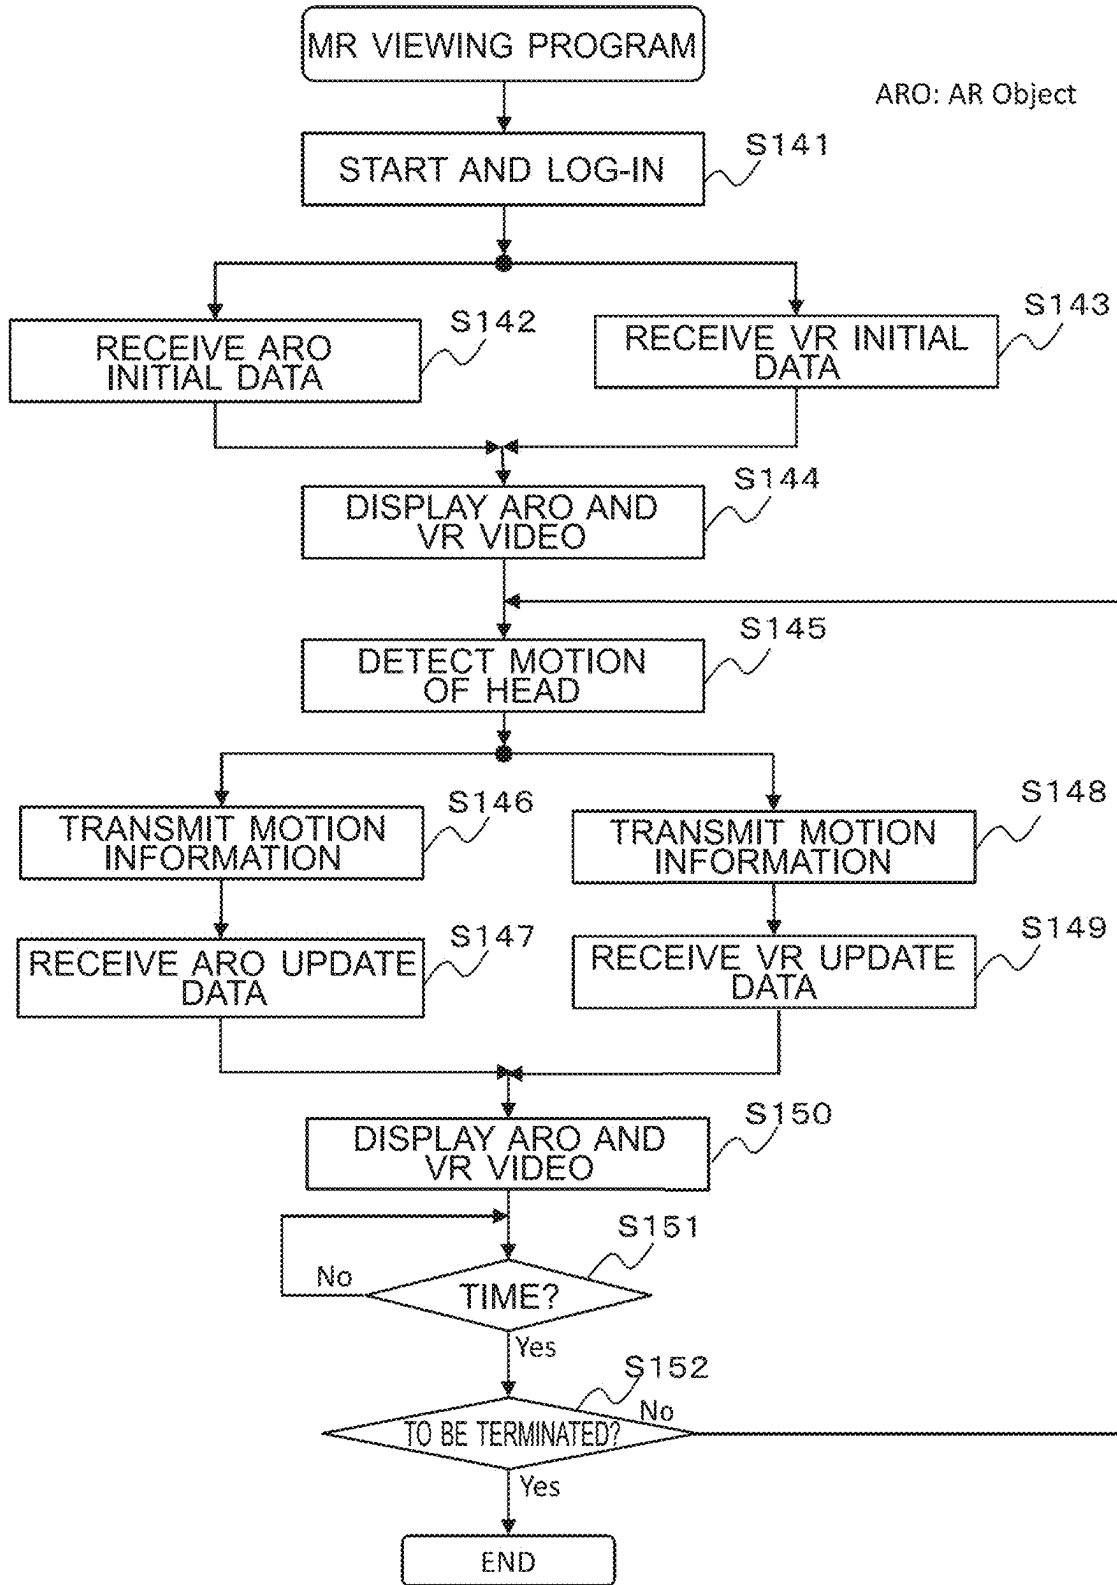 MR VIEWING PROGRAM
ARO: AR Object
S141
START AND LOG-IN
S142
RECEIVE ARO
INITIAL DATA
S143
RECEIVE VR INITIAL
DATA
S144
DISPLAY ARO AND
VR VIDEO
S145
DETECT MOTION
OF HEAD
S146
TRANSMIT MOTION
INFORMATION
S148
TRANSMIT MOTION
INFORMATION
S147
RECEIVE ARO UPDATE
DATA
S149
RECEIVE VR UPDATE
DATA
S150
DISPLAY ARO AND
VR VIDEO
S151
No
TIME?
Yes
S152
No
TO BE TERMINATED?
Yes
END